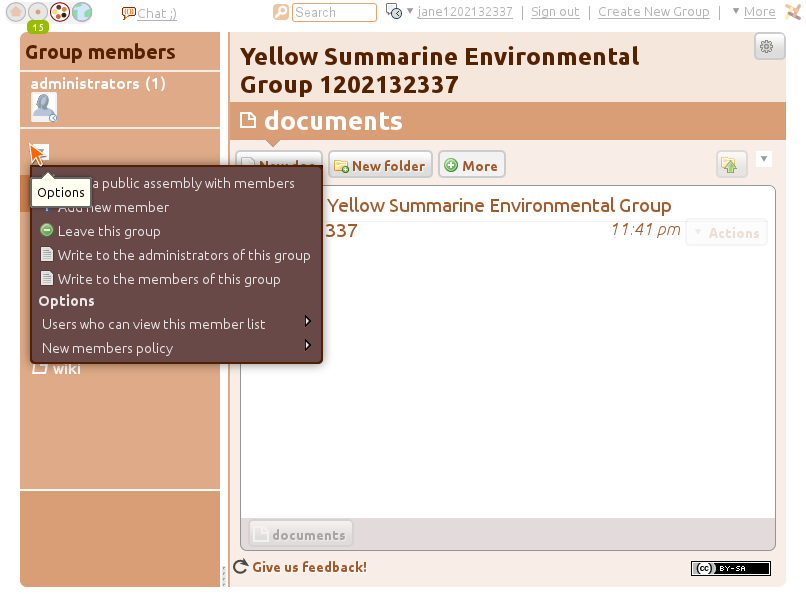 Chat ;)
Search
jane1202132337 | Sign out | Create New Group | More
15
Group members
administrators (1)
Yellow Summarine Environmental
Group 1202132337
documents
New folder
More
a public assembly with members
Options
Add new member
Leave this group
Write to the administrators of this group
Write to the members of this group
Options
Users who can view this member list
New members policy
wiki
Yellow Summarine Environmental Group
337
11:41 pm
Actions
documents
Give us feedback!
(cc) BY-SA